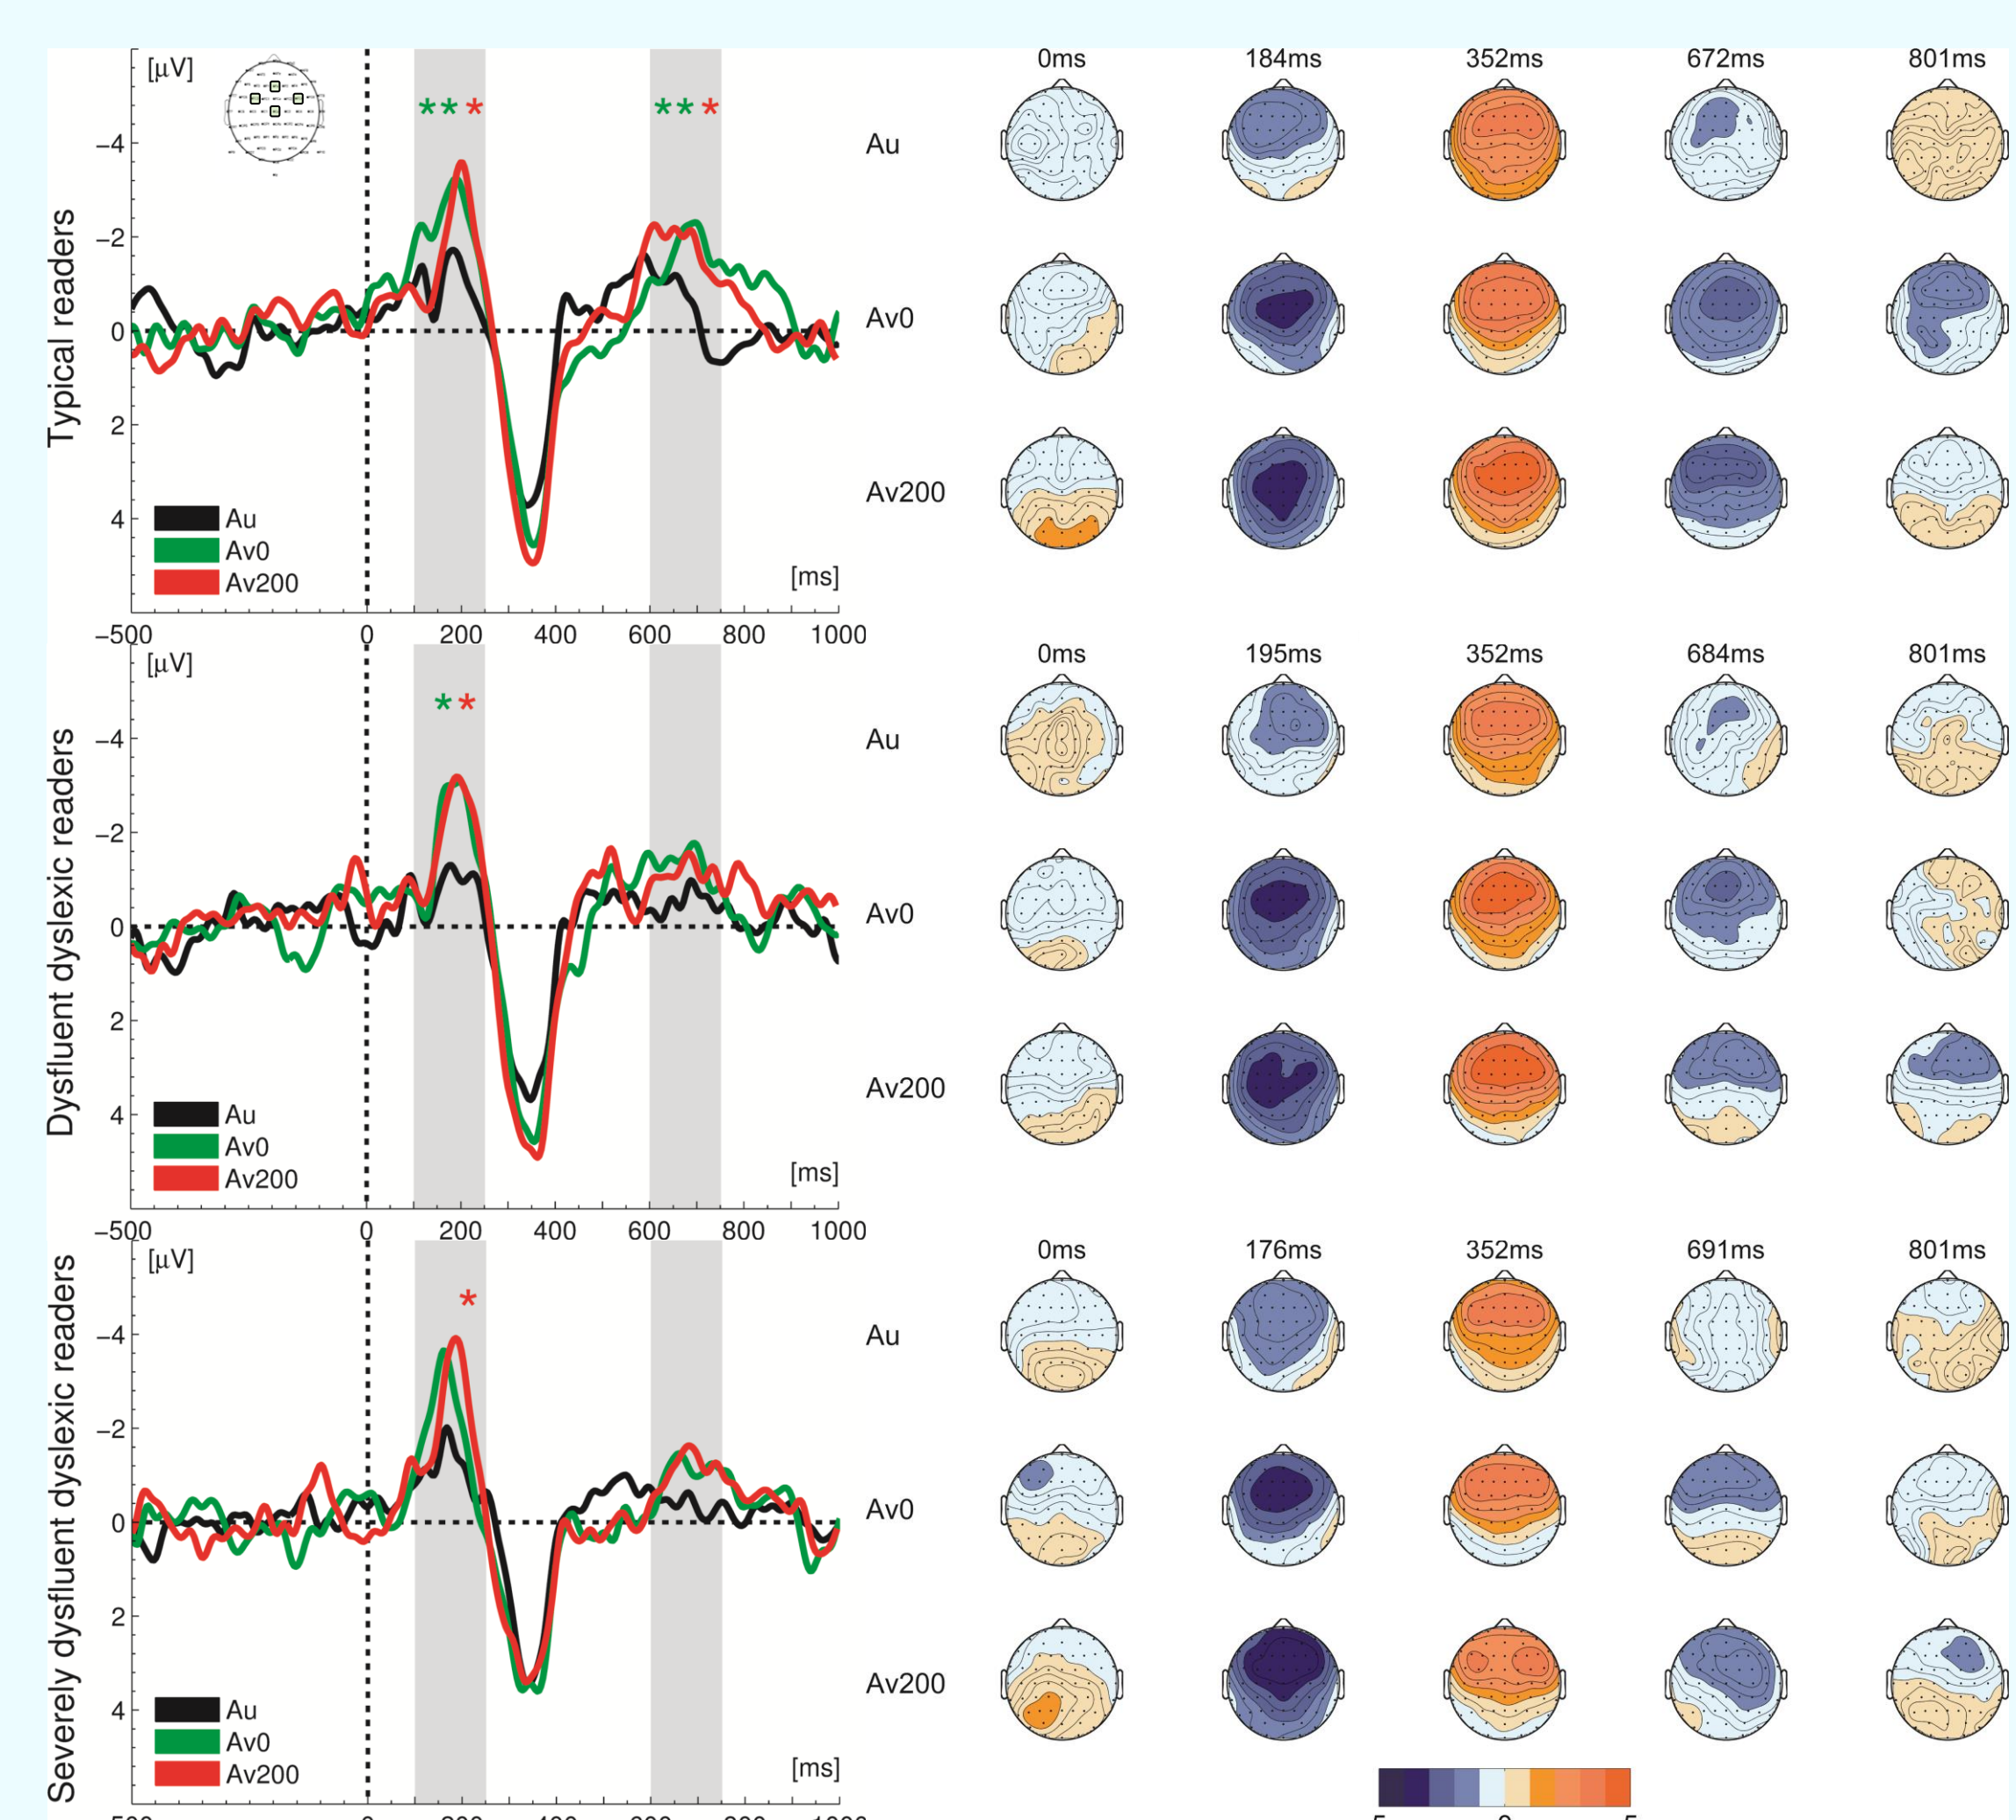 [µV]
0ms 184ms 352ms 672ms 801ms
** *
** *
Typical readers
−4
−2
0
2
4
Au
Av0
Av200
[ms]
−500 0 200 400 600 800 1000
Au
Av0
Av200
[µV]
0ms 195ms 352ms 684ms 801ms
* *
Dysfluent dyslexic readers
−4
−2
0
2
4
Au
Av0
Av200
[ms]
−500 0 200 400 600 800 1000
Au
Av0
Av200
[µV]
0ms 176ms 352ms 691ms 801ms
*
Severely dysfluent dyslexic readers
−4
−2
0
2
4
Au
Av0
Av200
[ms]
Au
Av0
Av200